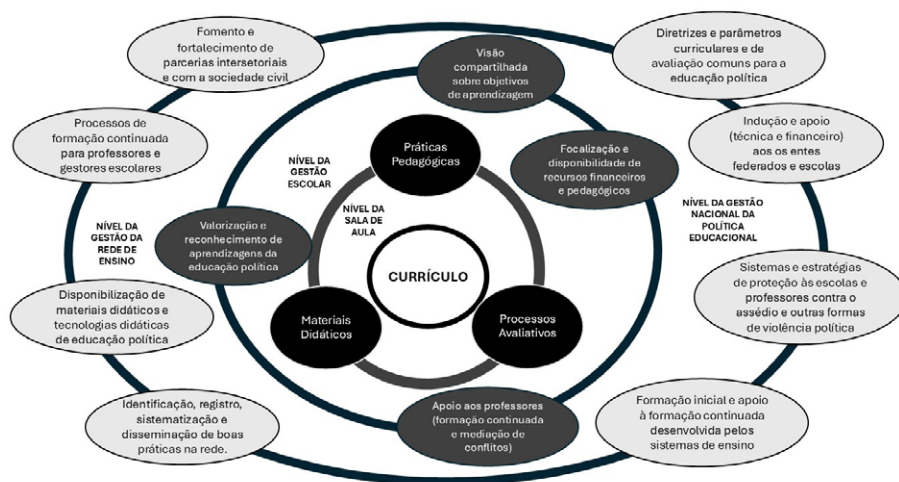 Fomento e
fortalecimento de
parcerias intersetoriais
e com a sociedade civil
Diretrizes e parâmetros
curriculares e de
avaliação comuns para a
educação política
Visão
compartilhada
sobre objetivos
de aprendizagem
Processos de
formação continuada
para professores e
gestores escolares
Indução e apoio
(técnica e financeiro)
aos os entes
federados e escolas
NÍVEL DA
GESTÃO
ESCOLAR
Práticas
Pedagógicas
Focalização e
disponibilidade de
recursos financeiros
e pedagógicos
NÍVEL DA
GESTÃO DA
REDE DE
ENSINO
Valorização e
reconhecimento de
aprendizagens da
educação política
NÍVEL DA
SALA DE
AULA
NÍVEL DA GESTÃO
NACIONAL DA
POLÍTICA
EDUCACIONAL
CURRÍCULO
Disponibilização de
materiais didáticos e
tecnologias didáticas
de educação política
Materiais
Didáticos
Processos
Avaliativos
Sistemas e estratégias
de proteção às escolas e
professores contra o
assédio e outras formas
de violência política
Identificação, registro,
sistematização e
disseminação de boas
práticas na rede.
Apoio aos professores
(formação continuada
e mediação de
conflitos)
Formação inicial e apoio
à formação continuada
desenvolvida pelos
sistemas de ensino